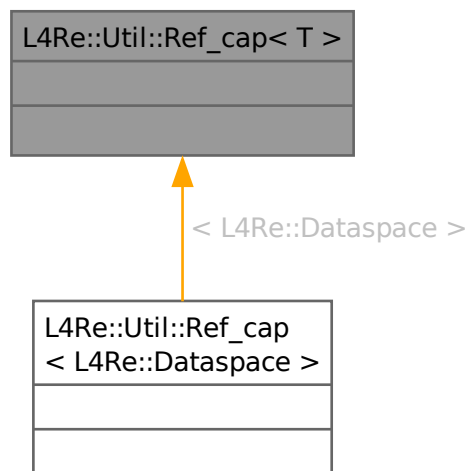 L4Re::Util::Ref_cap< T >
< L4Re::Dataspace >
L4Re::Util::Ref_cap
< L4Re::Dataspace >